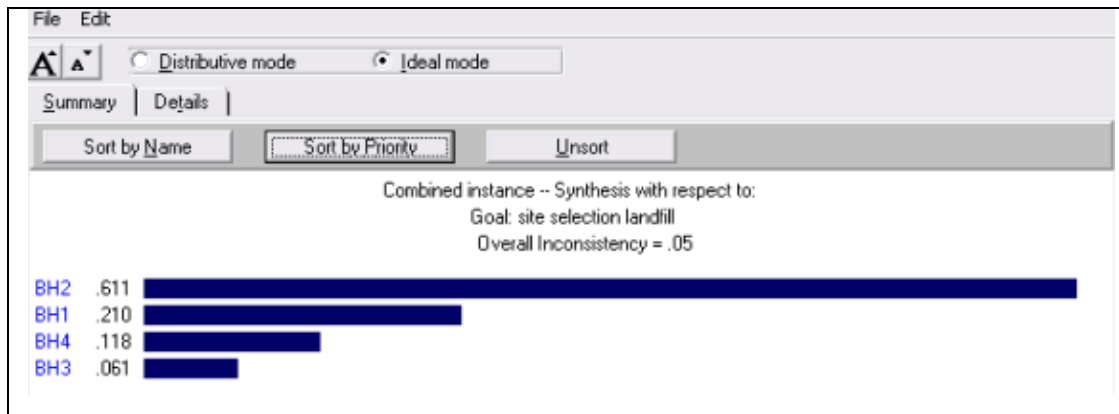 File Edit
A A Distributive mode Ideal mode
Summary Details
Sort by Name Sort by Priority Unsort
Combined instance -- Synthesis with respect to:
Goal: site selection landfill
Overall Inconsistency = .05
BH2 .611
BH1 .210
BH4 .118
BH3 .061